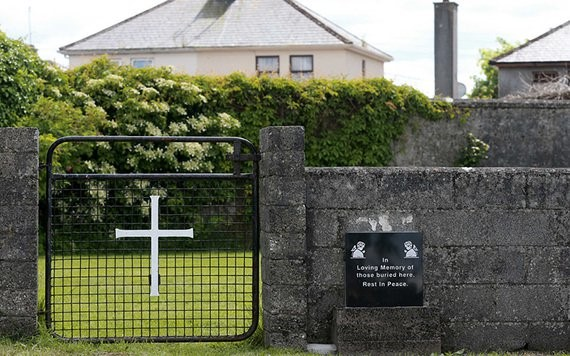 In
Loving Memory of
those buried here.
Rest In Peace.